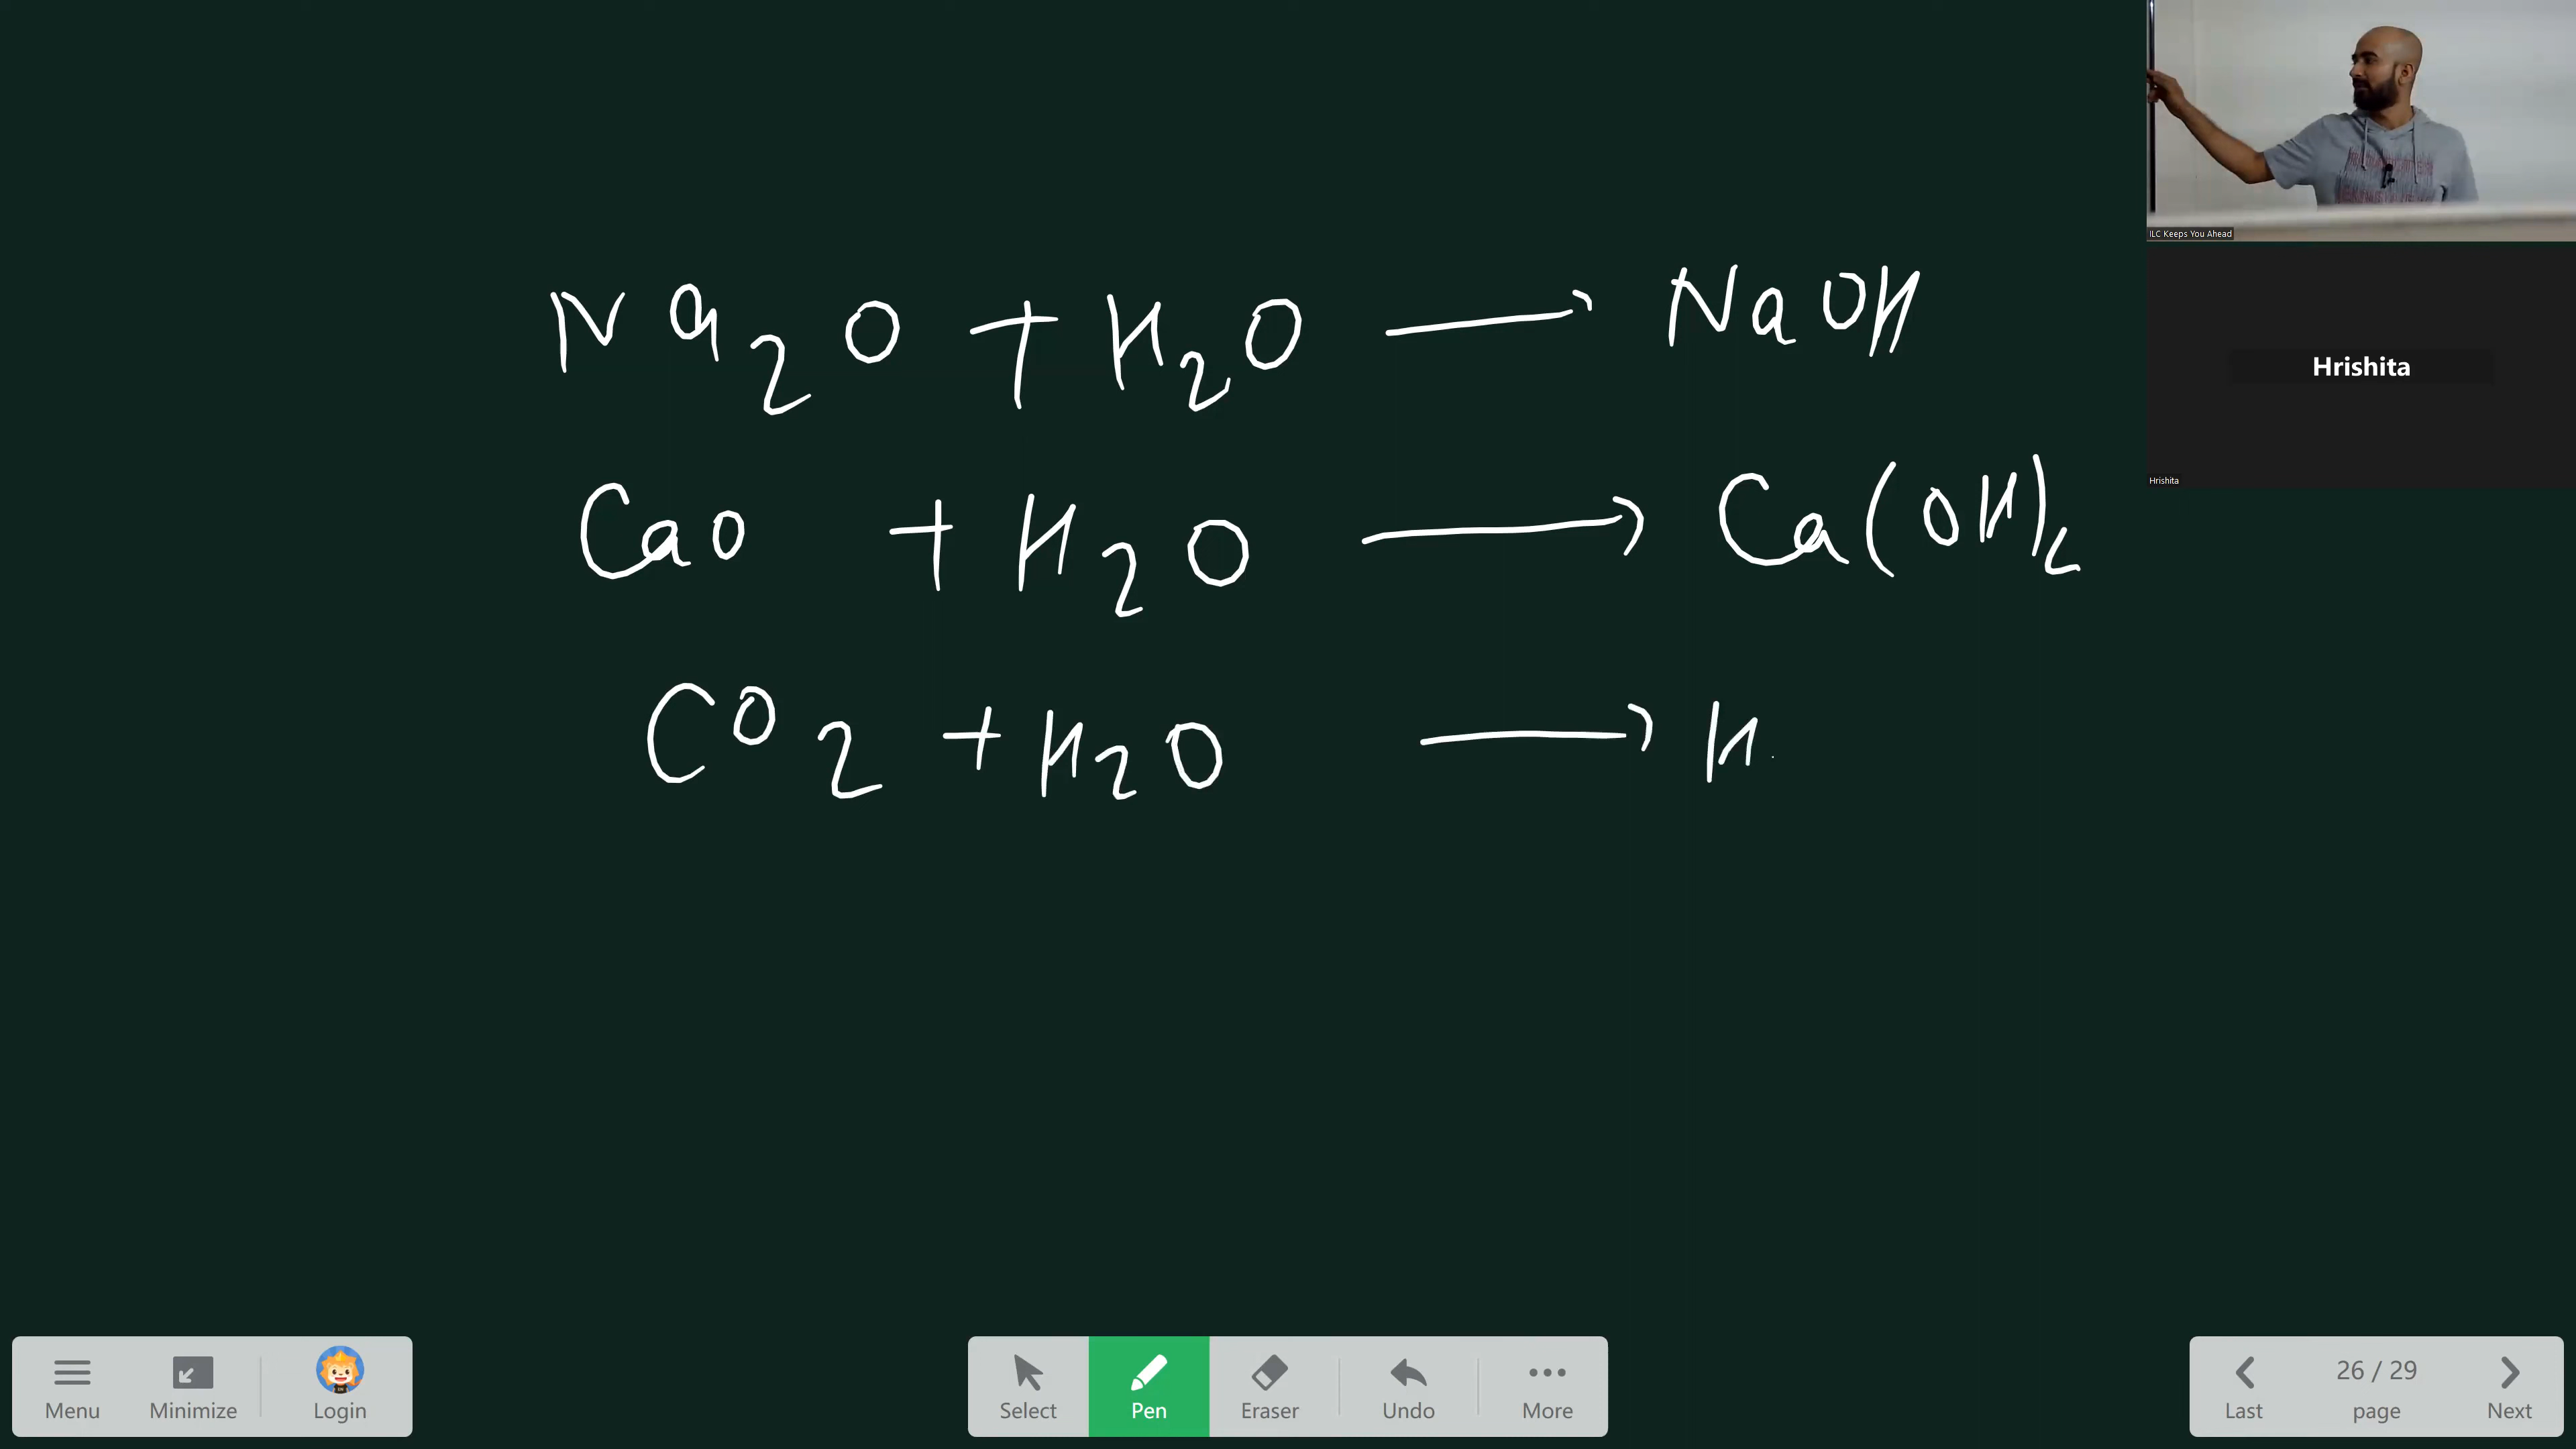 Na2O + H2O → NaOH
CaO + H2O → Ca(OH)2
CO2 + H2O → H
ILC Keeps You Ahead
Hrishita
Hrishita
Menu
Minimize
Login
Select
Pen
Eraser
Undo
More
Last
26 / 29
page
Next